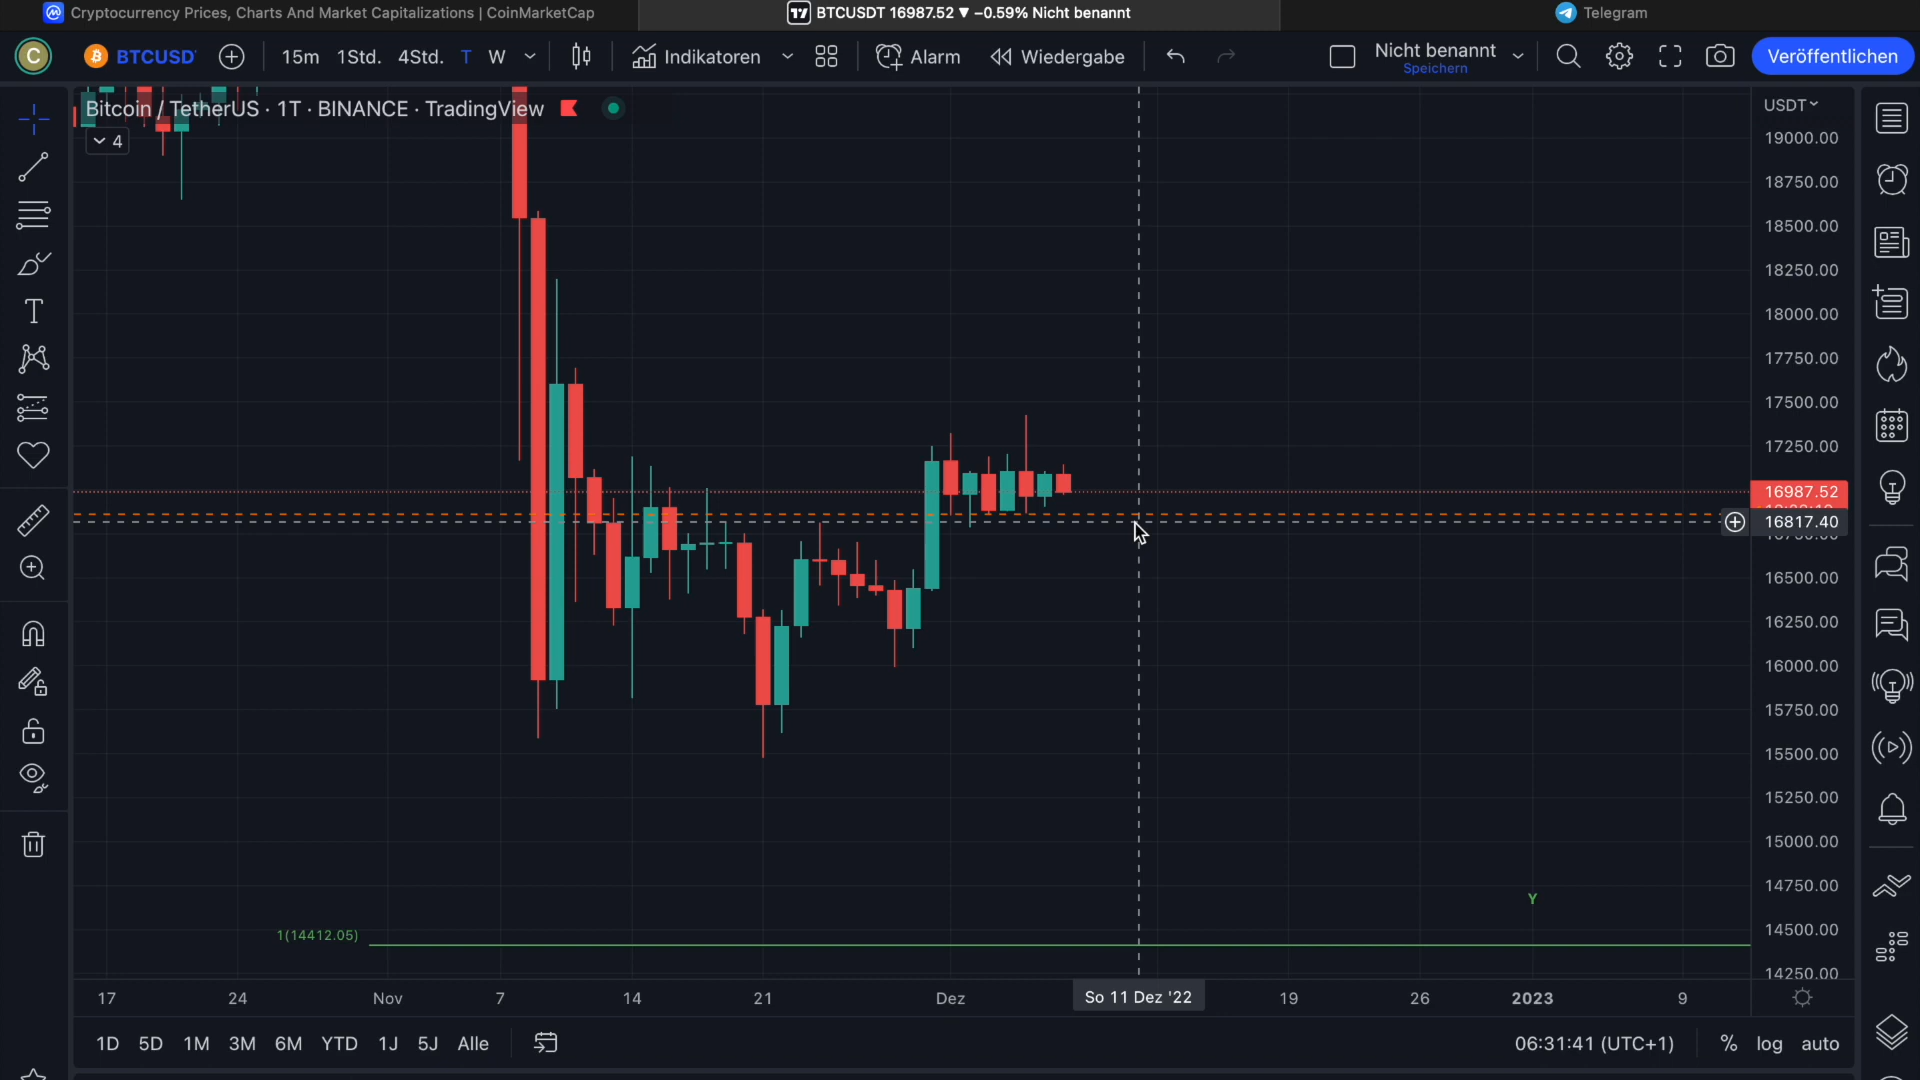 Cryptocurrency Prices, Charts And Market Capitalizations | CoinMarketCap
BTCUSDT 16987.52 ▼ −0.59% Nicht benannt
Telegram
C
BTCUSD
15m 1Std. 4Std. T W
Indikatoren
Alarm
Wiedergabe
Nicht benannt
Speichern
Veröffentlichen
Bitcoin / TetherUS · 1T · BINANCE · TradingView
4
USDT
19000.00
18750.00
18500.00
18250.00
18000.00
17750.00
17500.00
17250.00
16987.52
16817.40
16500.00
16250.00
16000.00
15750.00
15500.00
15250.00
15000.00
14750.00
14500.00
14250.00
Y
1(14412.05)
17 24 Nov 7 14 21 Dez So 11 Dez '22 19 26 2023 9
1D 5D 1M 3M 6M YTD 1J 5J Alle
06:31:41 (UTC+1) % log auto